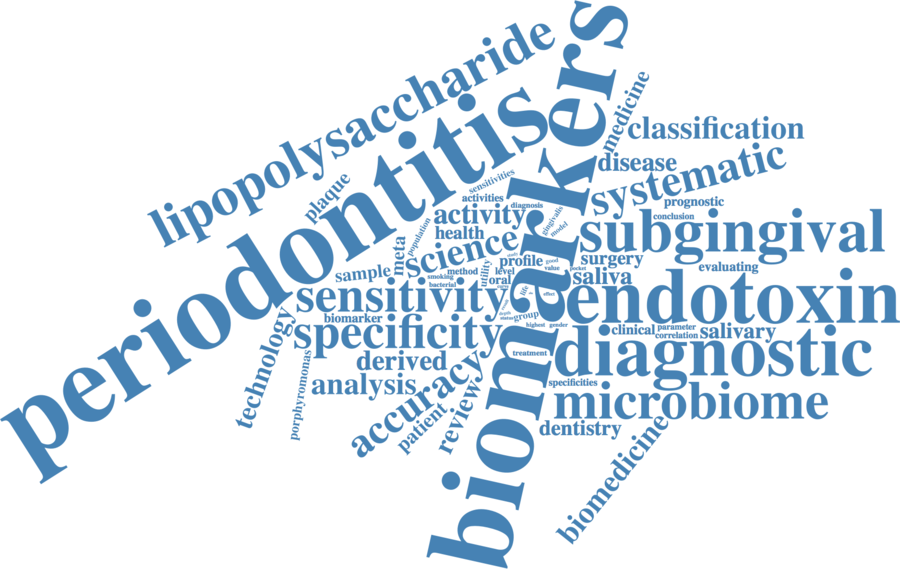 lipopolysaccharide
periodontitis
biomarkers
medicine
classification
disease
systematic
prognostic
plaque
sensitivities
activities
diagnosis
activity
population
health
gingivalis
model
conclusion
subgingival
meta
science
surgery
profile
good
value
pocket
evaluating
sample
smoking
method
utility
level
oral
saliva
bacterial
sensitivity
life
effect
endotoxin
technology
biomarker
specificity
group
highest
gender
clinical
parameter
correlation
salivary
porphyromonas
derived
treatment
diagnostic
analysis
accuracy
specificities
microbiome
patient
review
dentistry
biomedicine